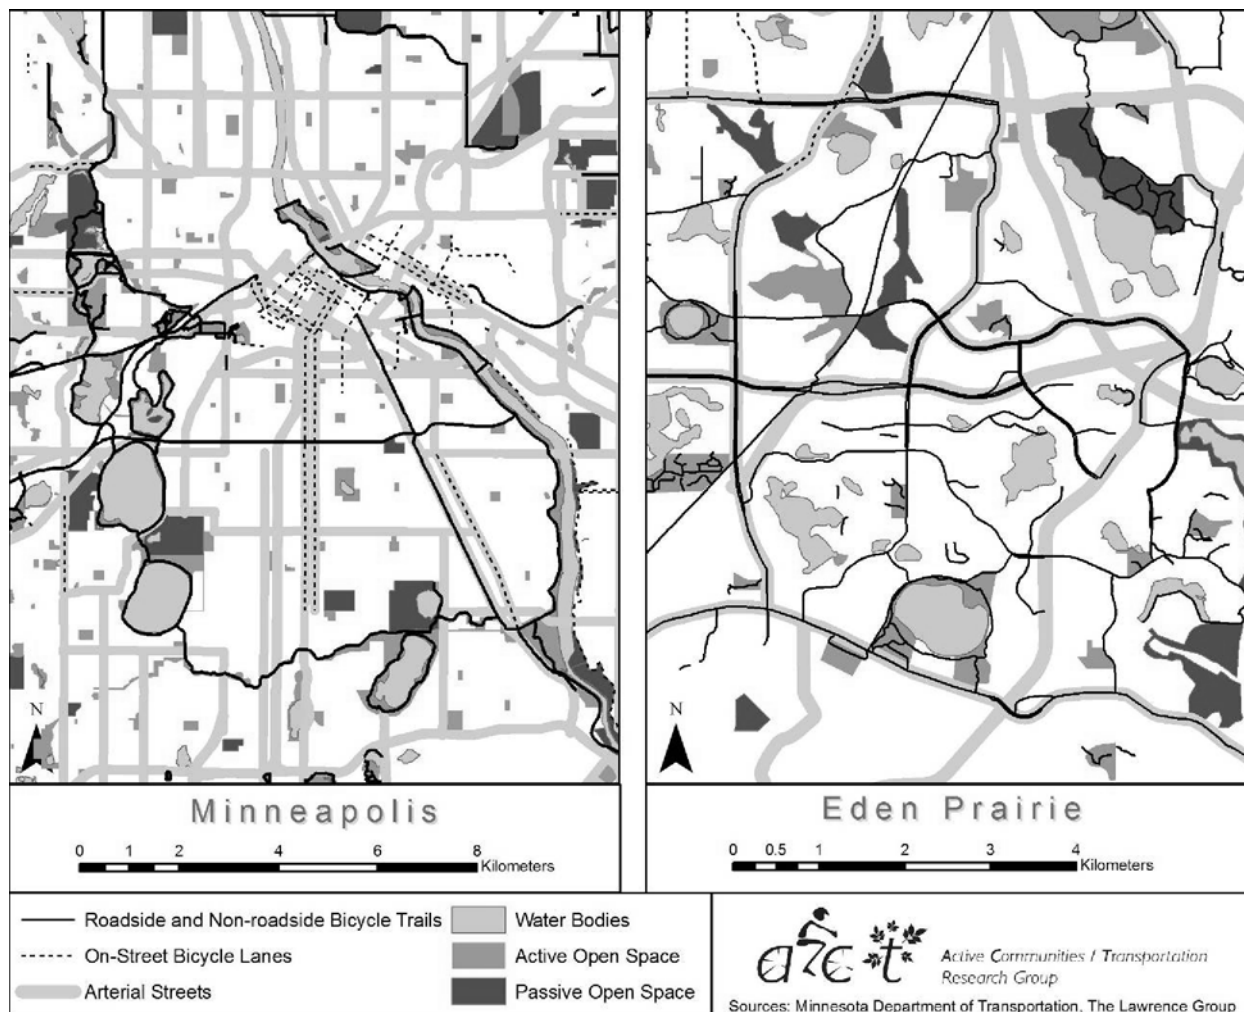 N
N
Minneapolis
0 1 2 4 6 8
Kilometers
Eden Prairie
0 0.5 1 2 3 4
Kilometers
Roadside and Non-roadside Bicycle Trails
On-Street Bicycle Lanes
Arterial Streets
Water Bodies
Active Open Space
Passive Open Space
a c t
Active Communities / Transportation
Research Group
Sources: Minnesota Department of Transportation, The Lawrence Group